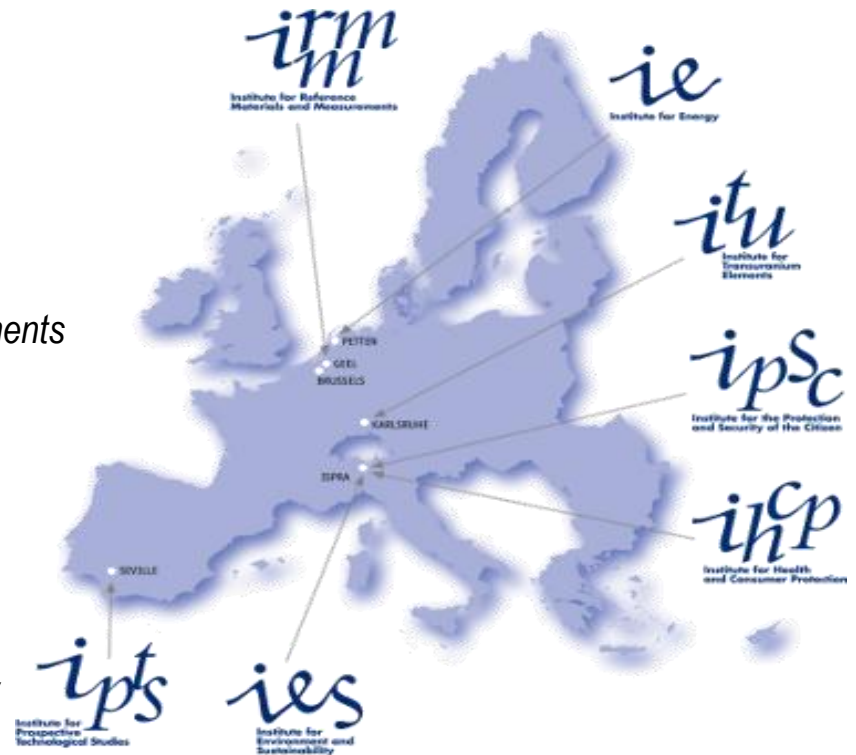 irmm
Institute for Reference
Materials and Measurements
ie
Institute for Energy
itu
Institute for
Transuranium
Elements
ments
PETTEN
GEEL
BRUSSELS
ipsc
Institute for the Protection
and Security of the Citizen
KARLSRUHE
ISPRA
ihcp
Institute for Health
and Consumer Protection
SEVILLE
ipts
Institute for
Prospective
Technological Studies
ies
Institute for
Environment and
Sustainability